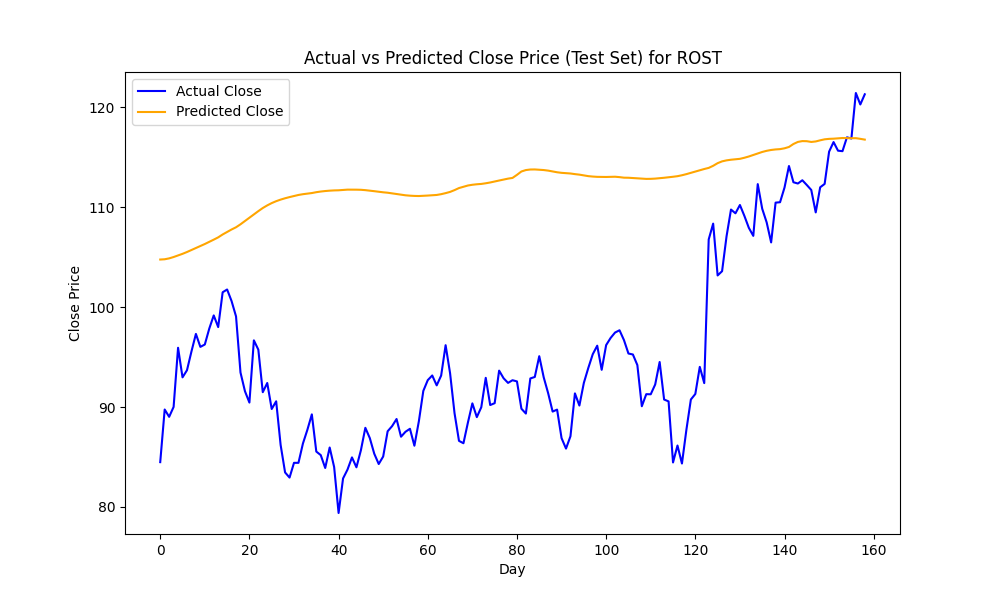 Actual vs Predicted Close Price (Test Set) for ROST
Actual Close
Predicted Close
Close Price
120
110
100
90
80
0 20 40 60 80 100 120 140 160
Day